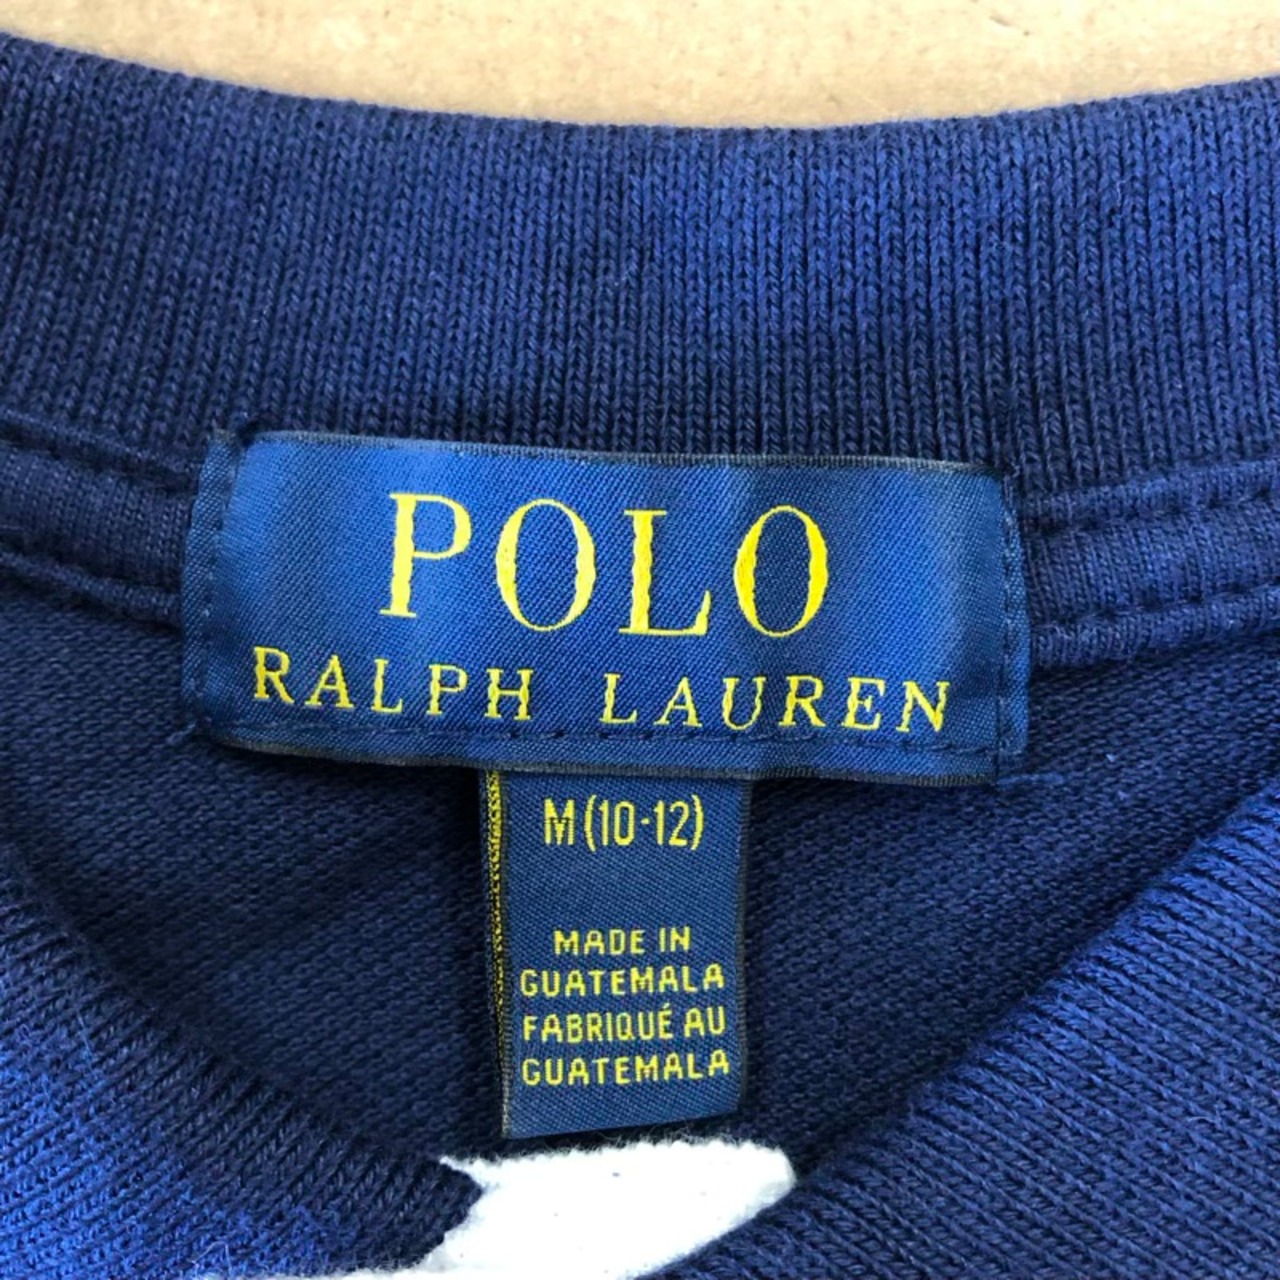 POLO
RALPH LAUREN
M (10-12)
MADE IN
GUATEMALA
FABRIQUÉ AU
GUATEMALA